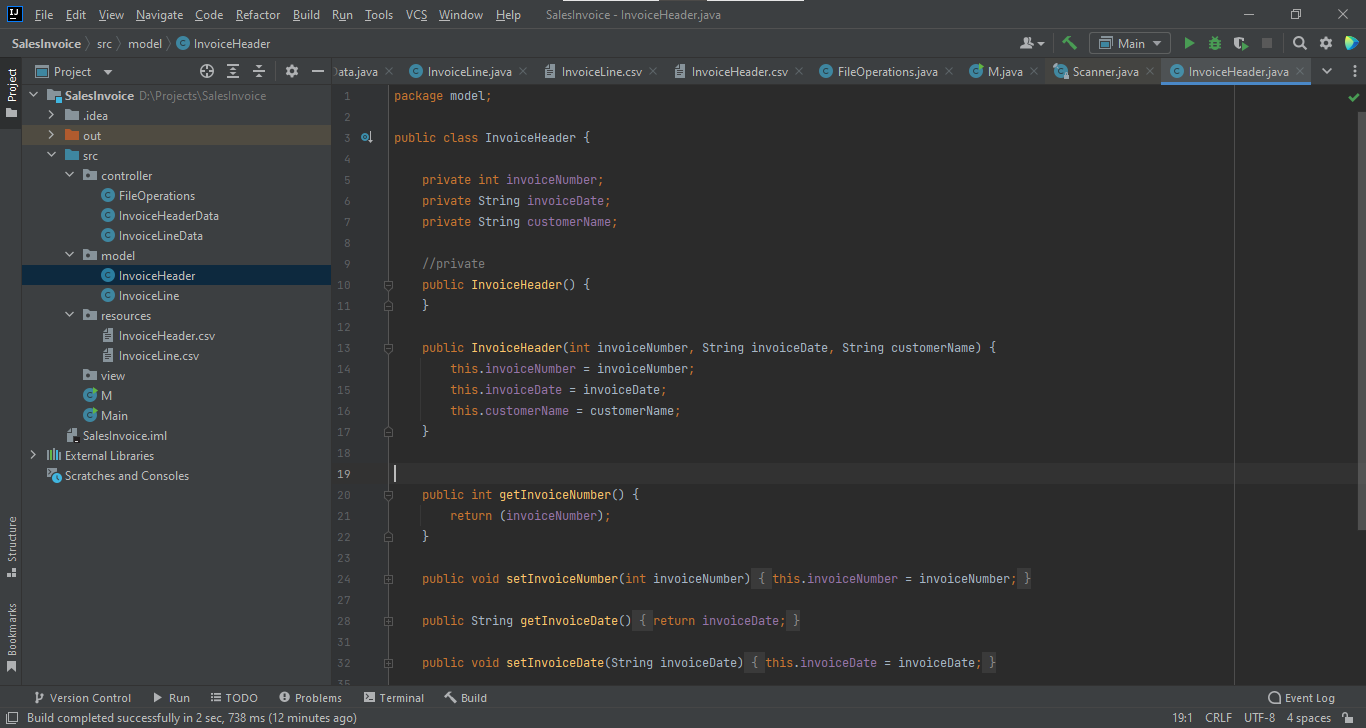 File Edit View Navigate Code Refactor Build Run Tools VCS Window Help SalesInvoice - InvoiceHeader.java
SalesInvoice src model InvoiceHeader Main
Project
Project
Data.java InvoiceLine.java InvoiceLine.csv InvoiceHeader.csv FileOperations.java M.java Scanner.java InvoiceHeader.java
SalesInvoice D:\Projects\SalesInvoice
.idea
out
src
controller
FileOperations
InvoiceHeaderData
InvoiceLineData
model
InvoiceHeader
InvoiceLine
resources
InvoiceHeader.csv
InvoiceLine.csv
view
M
Main
SalesInvoice.iml
External Libraries
Scratches and Consoles
Structure
Bookmarks
1 package model;
2
3 public class InvoiceHeader {
4
5 private int invoiceNumber;
6 private String invoiceDate;
7 private String customerName;
8
9 //private
10 public InvoiceHeader() {
11 }
12
13 public InvoiceHeader(int invoiceNumber, String invoiceDate, String customerName) {
14 this.invoiceNumber = invoiceNumber;
15 this.invoiceDate = invoiceDate;
16 this.customerName = customerName;
17 }
18
19
20 public int getInvoiceNumber() {
21 return (invoiceNumber);
22 }
23
24 public void setInvoiceNumber(int invoiceNumber) { this.invoiceNumber = invoiceNumber; }
27
28 public String getInvoiceDate() { return invoiceDate; }
31
32 public void setInvoiceDate(String invoiceDate) { this.invoiceDate = invoiceDate; }
35
Version Control Run TODO Problems Terminal Build Event Log
Build completed successfully in 2 sec, 738 ms (12 minutes ago) 19:1 CRLF UTF-8 4 spaces